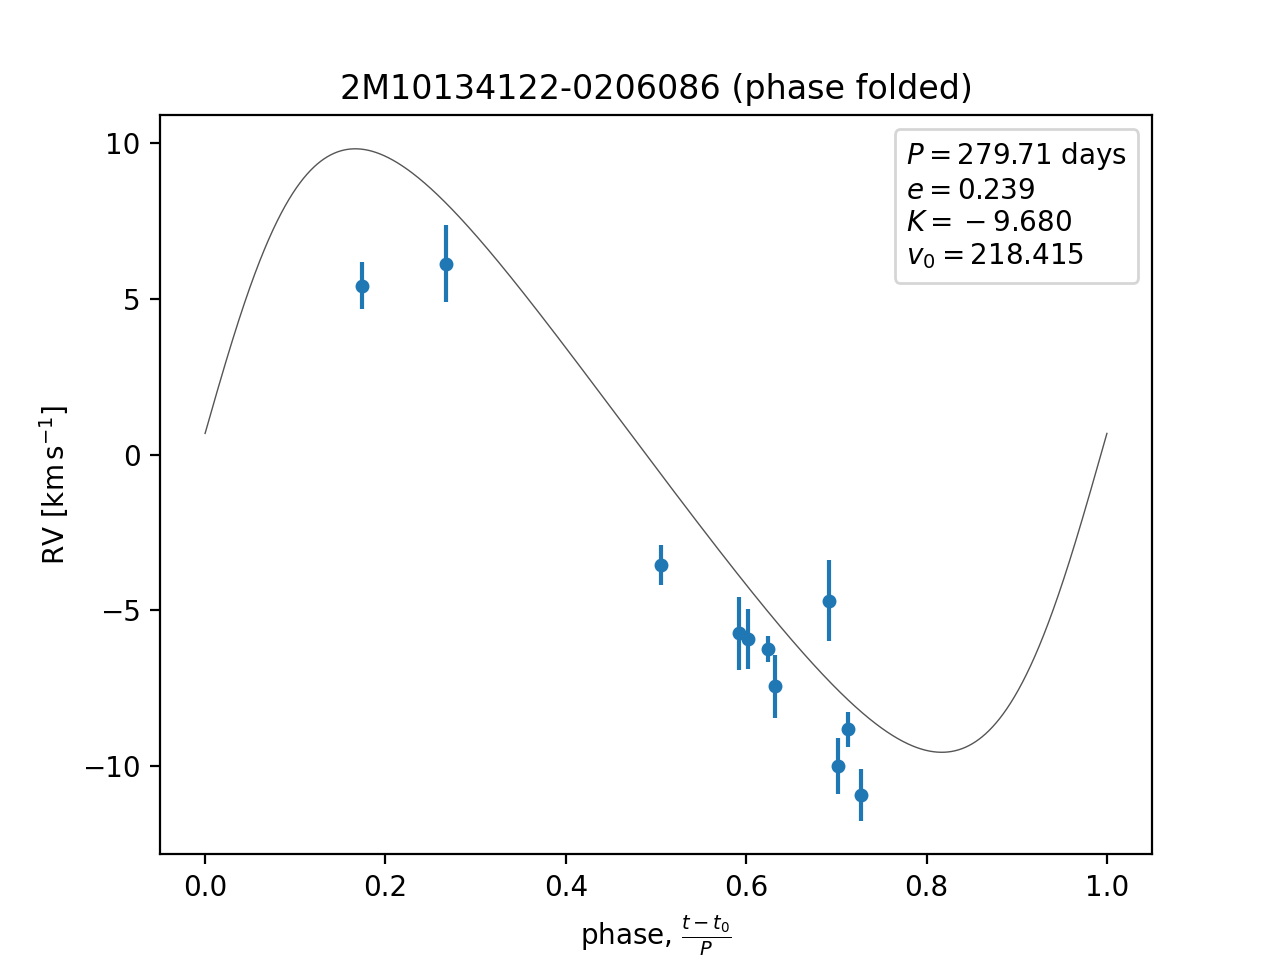 2M10134122-0206086 (phase folded)
P = 279.71 days
e = 0.239
K = −9.680
v₀ = 218.415
10
5
0
−5
−10
RV [km s⁻¹]
0.0 0.2 0.4 0.6 0.8 1.0
phase, (t − t₀)/P